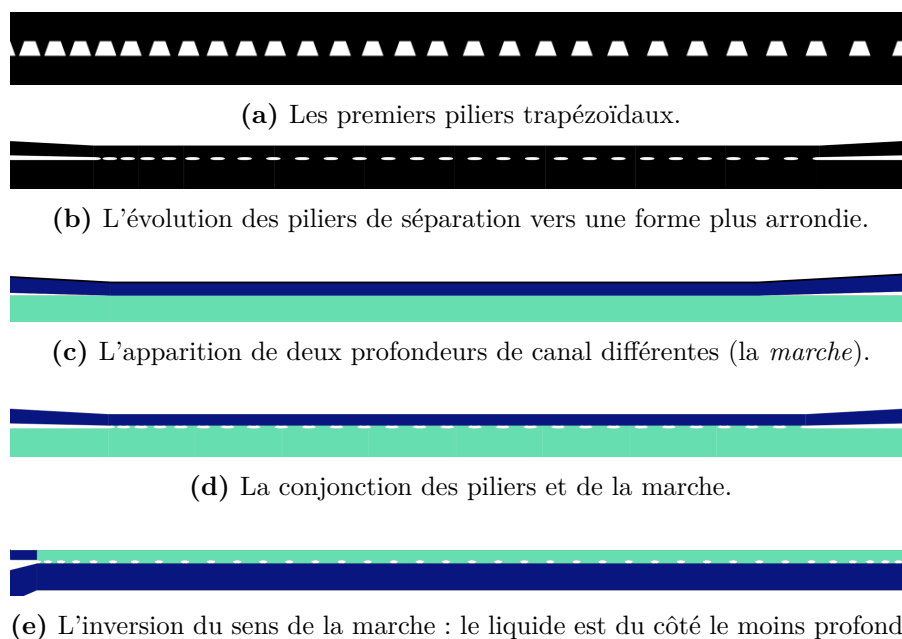 (a) Les premiers piliers trapézoïdaux.
(b) L'évolution des piliers de séparation vers une forme plus arrondie.
(c) L'apparition de deux profondeurs de canal différentes (la marche).
(d) La conjonction des piliers et de la marche.
(e) L'inversion du sens de la marche : le liquide est du côté le moins profond